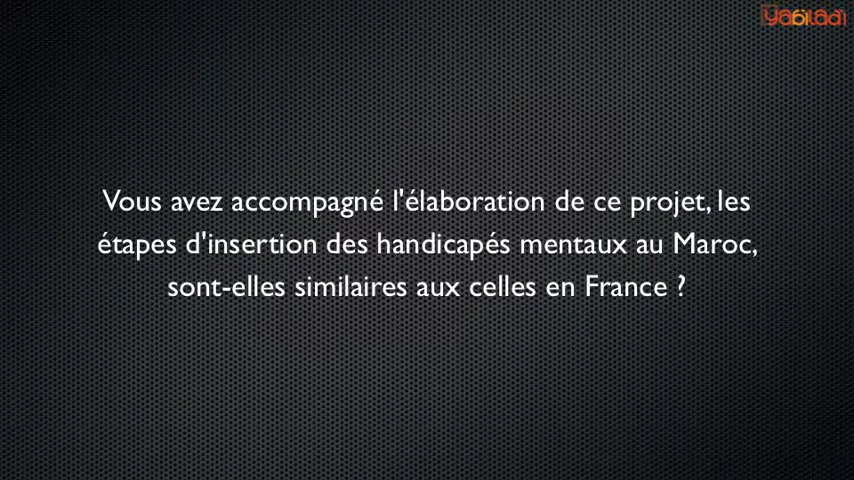 Yabiladi
Vous avez accompagné l'élaboration de ce projet, les
étapes d'insertion des handicapés mentaux au Maroc,
sont-elles similaires aux celles en France ?